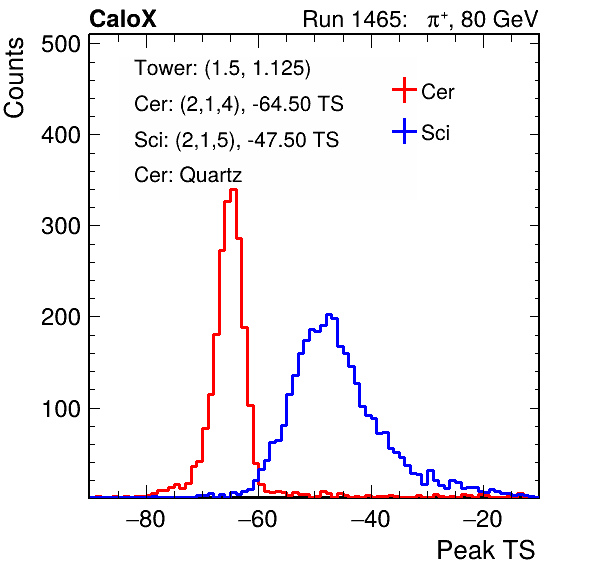 CaloX Run 1465: π⁺, 80 GeV
Counts
500
400
300
200
100
Tower: (1.5, 1.125)
Cer: (2,1,4), -64.50 TS
Sci: (2,1,5), -47.50 TS
Cer: Quartz
Cer
Sci
−80 −60 −40 −20
Peak TS